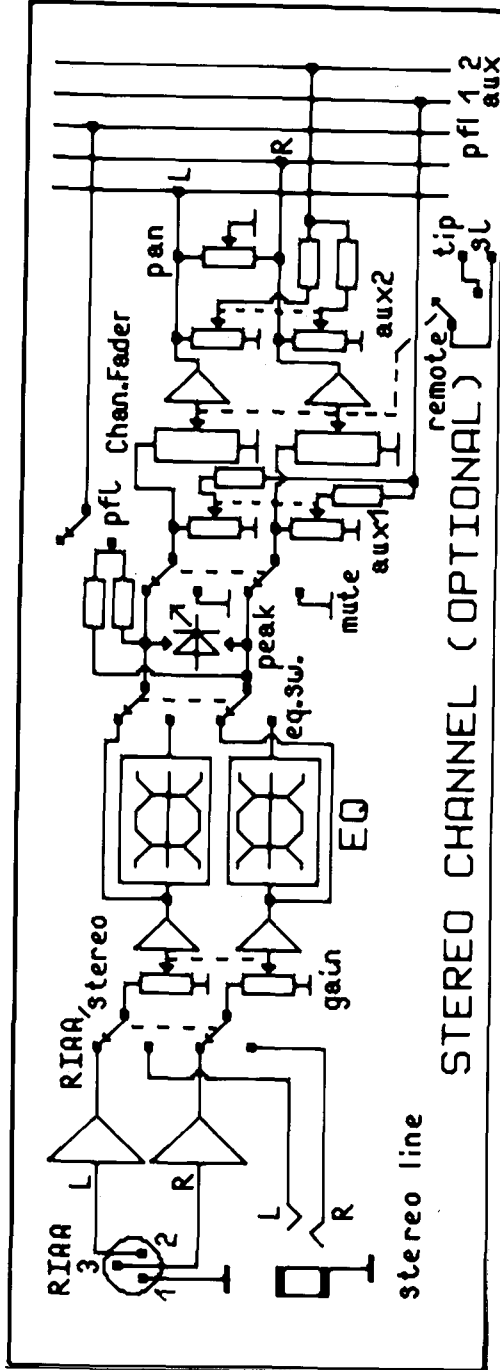 RIAA
3
2
1
L
R
RIAA/stereo
L
R
stereo line
gain
EQ
eq.sw.
peak
pfl
mute
aux1
Chan.Fader
aux2
pan
L
R
pfl 1 2
aux
remote
tip
sl
STEREO CHANNEL (OPTIONAL)